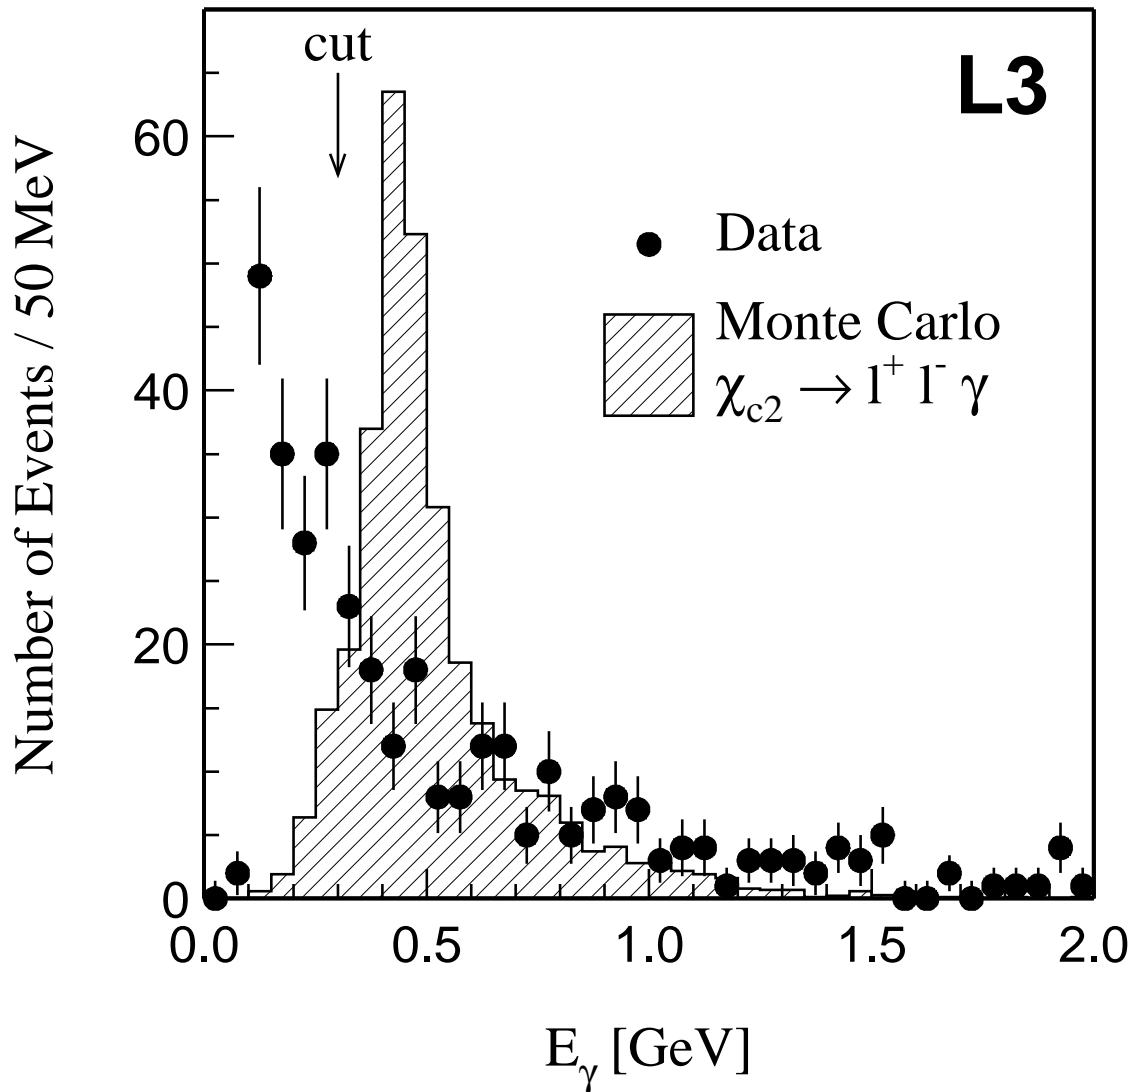 cut
L3
Data
Monte Carlo
χc2 → l+ l- γ
Number of Events / 50 MeV
60
40
20
0
0.0 0.5 1.0 1.5 2.0
Eγ [GeV]